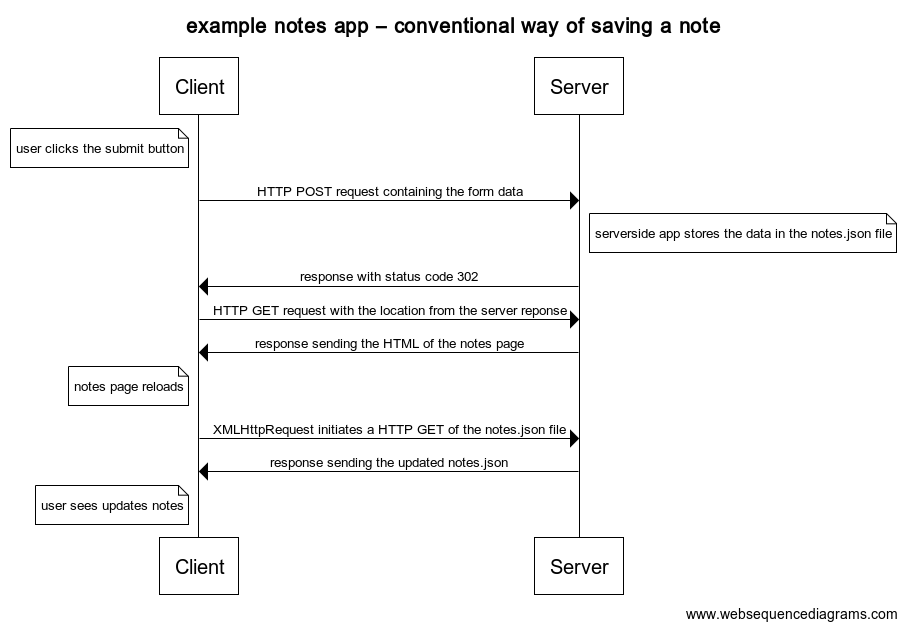 example notes app – conventional way of saving a note
Client
Server
user clicks the submit button
HTTP POST request containing the form data
serverside app stores the data in the notes.json file
response with status code 302
HTTP GET request with the location from the server reponse
response sending the HTML of the notes page
notes page reloads
XMLHttpRequest initiates a HTTP GET of the notes.json file
response sending the updated notes.json
user sees updates notes
Client
Server
www.websequencediagrams.com